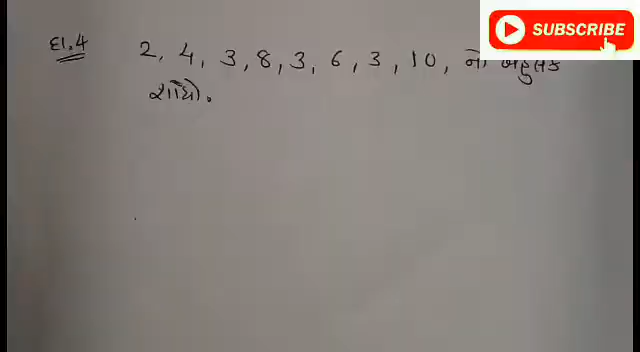 SUBSCRIBE
દા.4 2, 4, 3, 8, 3, 6, 3, 10, નો બહુલક
શોધો.